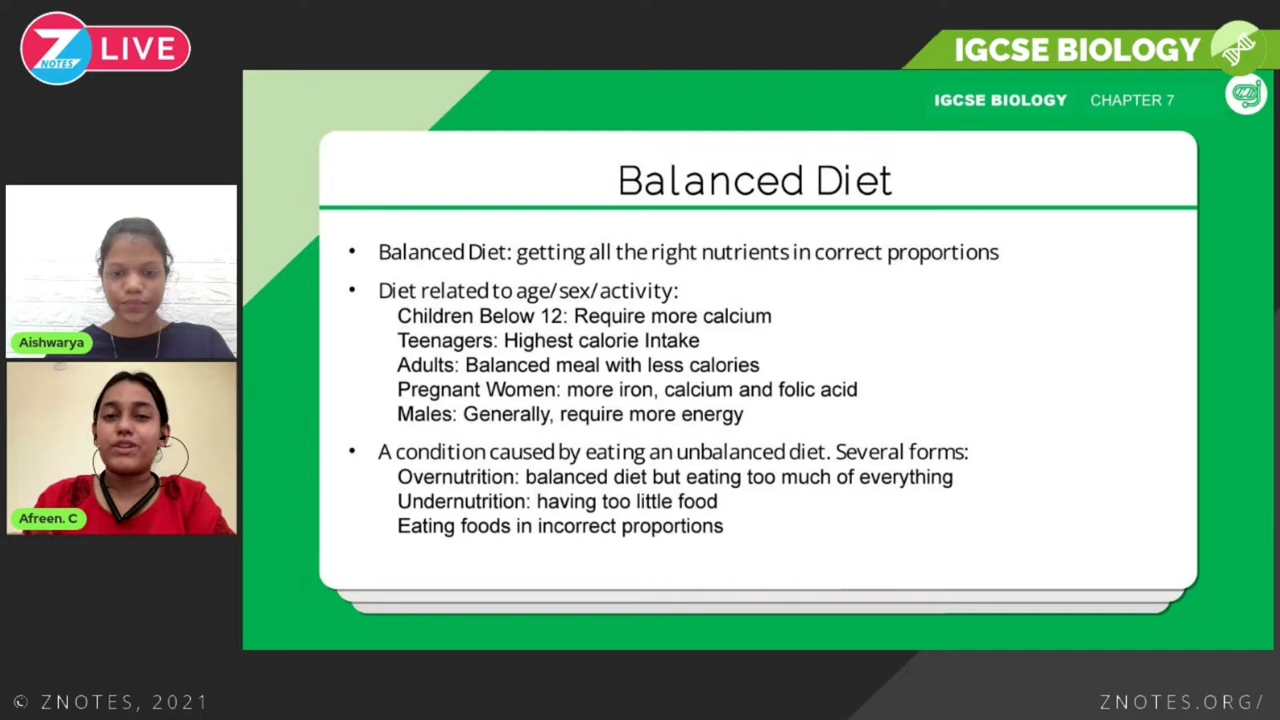 Z
NOTES
LIVE
IGCSE BIOLOGY
IGCSE BIOLOGY CHAPTER 7
Balanced Diet
• Balanced Diet: getting all the right nutrients in correct proportions
• Diet related to age/sex/activity:
Children Below 12: Require more calcium
Teenagers: Highest calorie Intake
Adults: Balanced meal with less calories
Pregnant Women: more iron, calcium and folic acid
Males: Generally, require more energy
• A condition caused by eating an unbalanced diet. Several forms:
Overnutrition: balanced diet but eating too much of everything
Undernutrition: having too little food
Eating foods in incorrect proportions
Aishwarya
Afreen. C
© ZNOTES, 2021
ZNOTES.ORG/